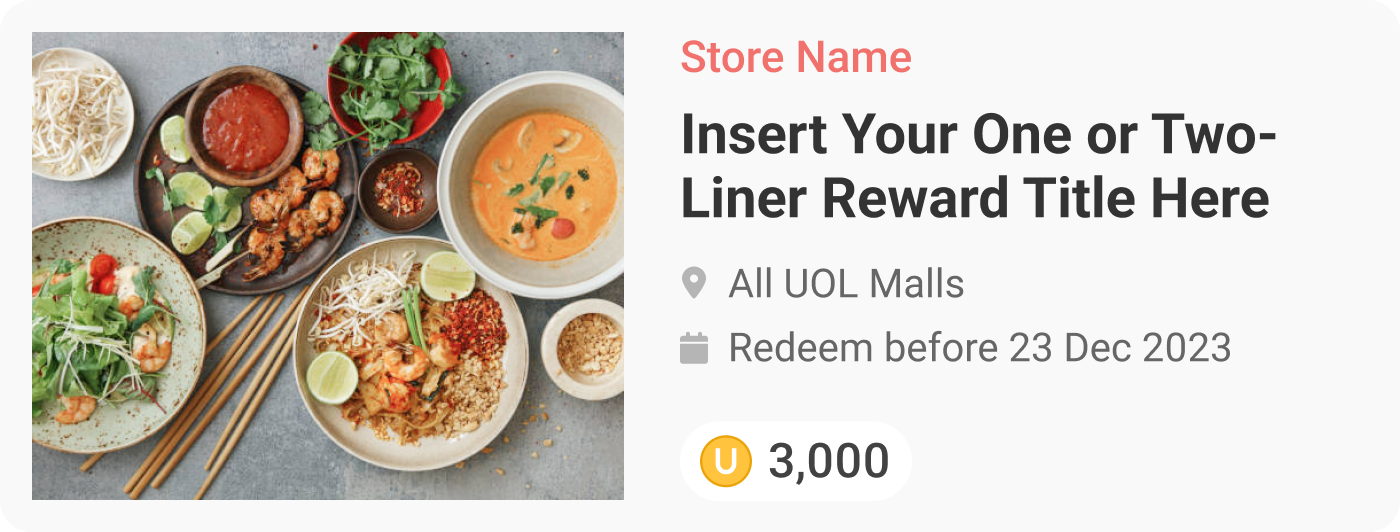 Store Name
Insert Your One or Two-
Liner Reward Title Here
All UOL Malls
Redeem before 23 Dec 2023
U 3,000